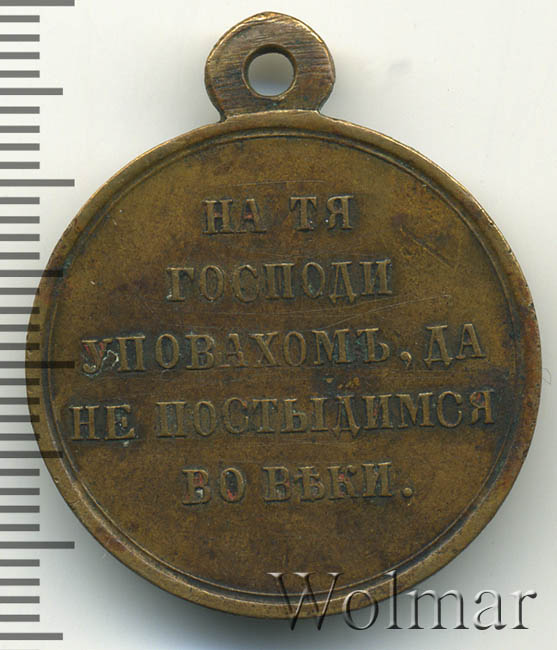 НА ТЯ
ГОСПОДИ
УПОВАХОМЪ, ДА
НЕ ПОСТЫДИМСЯ
ВО ВѢКИ.
Wolmar